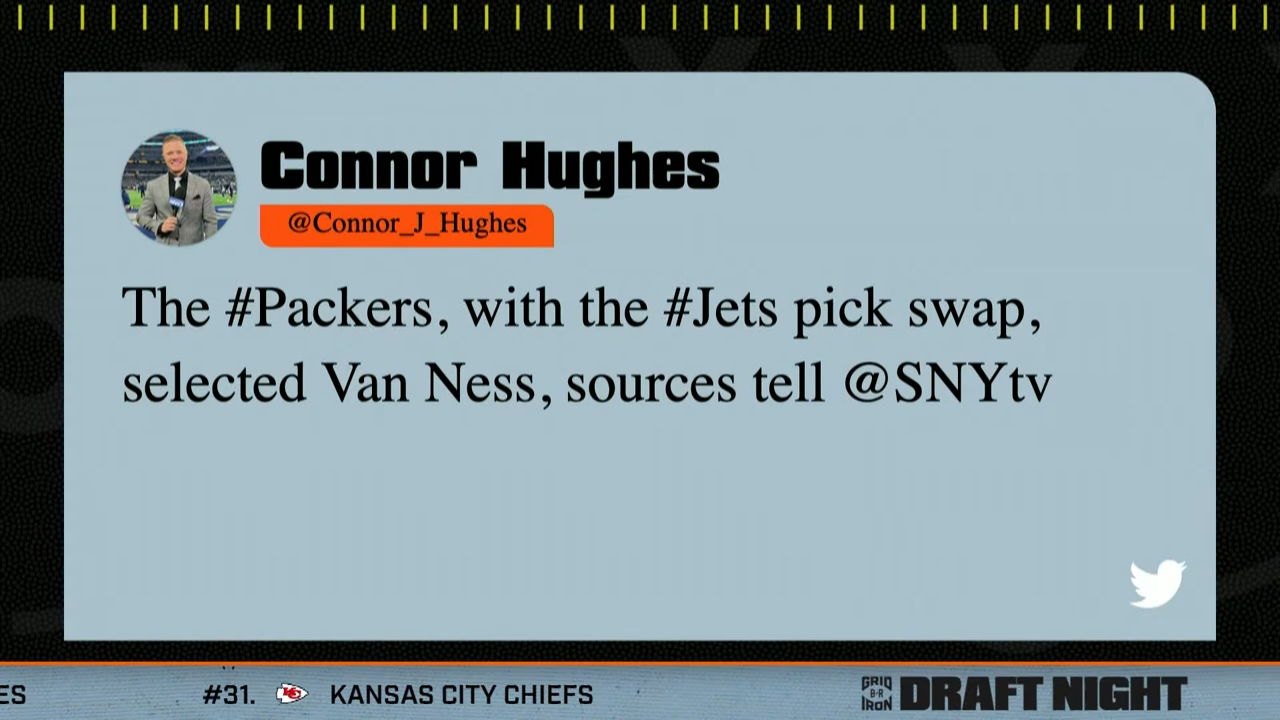 Connor Hughes
@Connor_J_Hughes
The #Packers, with the #Jets pick swap,
selected Van Ness, sources tell @SNYtv
ES #31. KANSAS CITY CHIEFS GRID B·R IRON DRAFT NIGHT